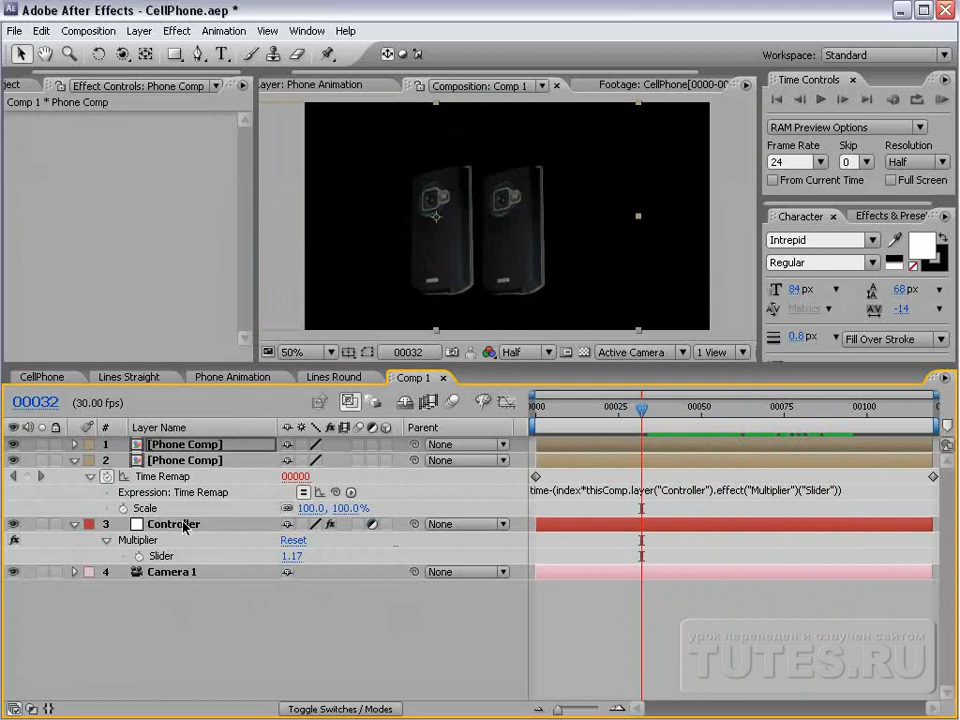 Adobe After Effects - CellPhone.aep *
File Edit Composition Layer Effect Animation View Window Help
Workspace: Standard
ject Effect Controls: Phone Comp
Layer: Phone Animation Composition: Comp 1 Footage: CellPhone[0000-00
Comp 1 * Phone Comp
Time Controls
RAM Preview Options
Frame Rate Skip Resolution
24 0 Half
From Current Time Full Screen
Character Effects & Prese
Intrepid
Regular
84 px 68 px
Metrics -14
0.8 px Fill Over Stroke
50% 00032 Half Active Camera 1 View
CellPhone Lines Straight Phone Animation Lines Round Comp 1
00032 (30.00 fps)
0000 00025 00050 00075 00100
# Layer Name Parent
1 [Phone Comp] None
2 [Phone Comp] None
Time Remap 00000
Expression: Time Remap time-(index*thisComp.layer("Controller").effect("Multiplier")("Slider"))
Scale 100.0, 100.0%
3 Controller None
Multiplier Reset
Slider 1.17
4 Camera 1 None
урок переведен и озвучен сайтом
TUTES.RU
Toggle Switches / Modes